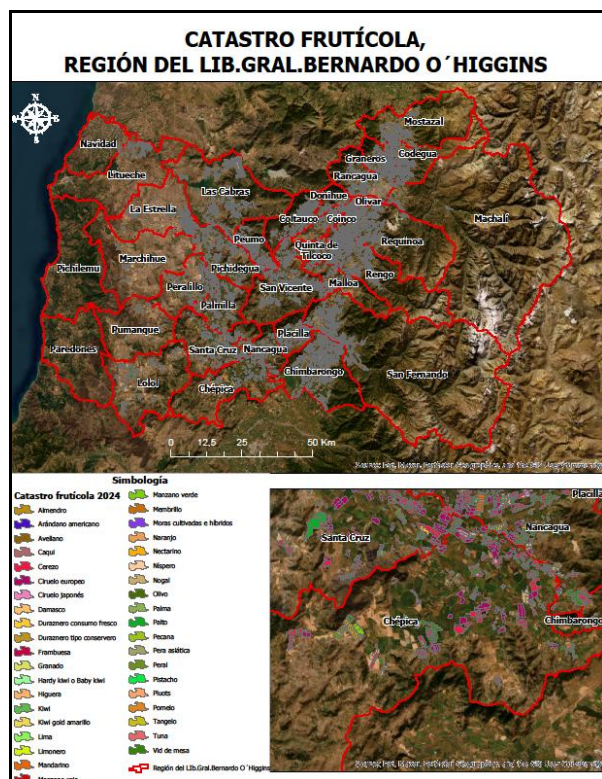 CATASTRO FRUTÍCOLA,
REGIÓN DEL LIB.GRAL.BERNARDO O´HIGGINS
N
W E
S
Mostazal
Navidad
Graneros
Codegua
Litueche
Rancagua
Las Cabras
Doñihue
Olivar
La Estrella
Coltauco
Coinco
Machalí
Peumo
Requinoa
Quinta de
Tilcoco
Marchihue
Pichilemu
Pichidegua
Rengo
Peralillo
San Vicente
Malloa
Palmilla
Pumanque
Placilla
Paredones
Santa Cruz
Nancagua
Chimbarongo
San Fernando
Lolol
Chépica
0 12,5 25 50 Km
Simbología
Catastro frutícola 2024
Almendro
Arándano americano
Avellano
Caqui
Cerezo
Ciruelo europeo
Ciruelo japonés
Damasco
Duraznero consumo fresco
Duraznero tipo conservero
Frambuesa
Granado
Hardy kiwi o Baby kiwi
Higuera
Kiwi
Kiwi gold amarillo
Lima
Limonero
Mandarino
Manzano verde
Membrillo
Moras cultivadas e híbridos
Naranjo
Nectarino
Níspero
Nogal
Olivo
Palma
Palto
Pecana
Pera asiática
Peral
Pistacho
Pluots
Pomelo
Tangelo
Tuna
Vid de mesa
Región del Lib.Gral.Bernardo O´Higgins
Placilla
Nancagua
Santa Cruz
Chépica
Chimbarongo